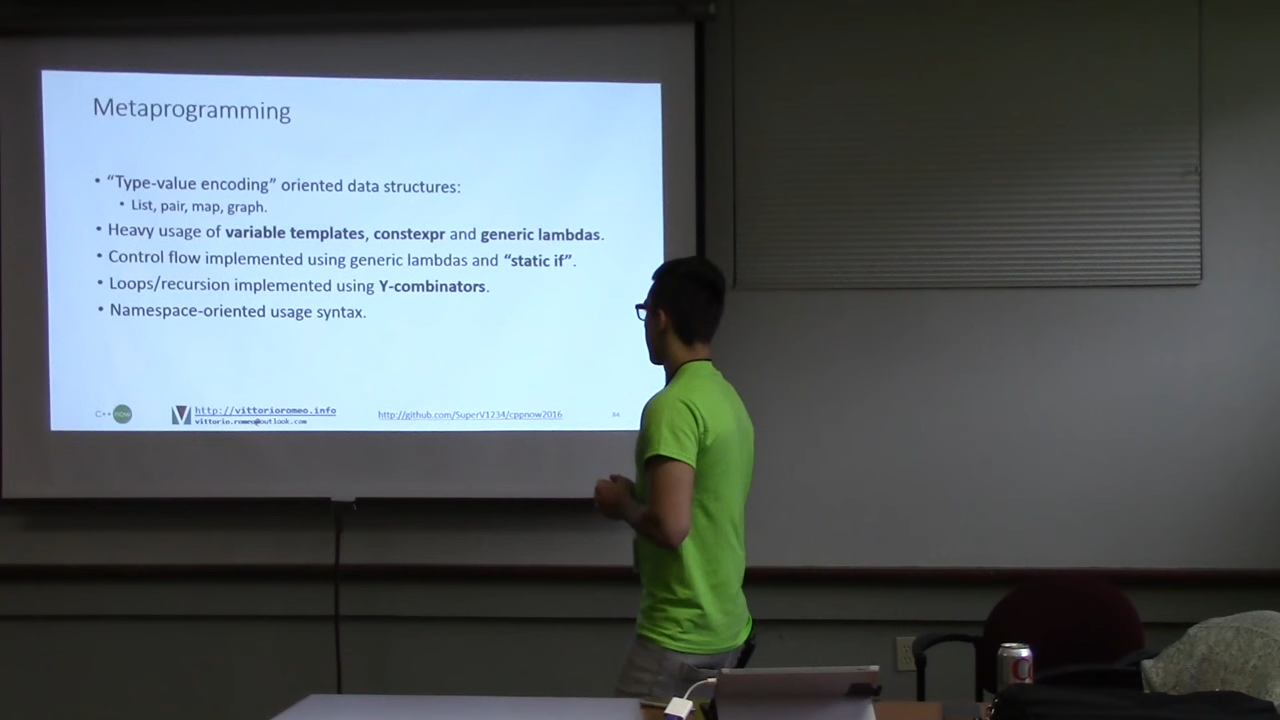 Metaprogramming
• “Type-value encoding” oriented data structures:
• List, pair, map, graph.
• Heavy usage of variable templates, constexpr and generic lambdas.
• Control flow implemented using generic lambdas and “static if”.
• Loops/recursion implemented using Y-combinators.
• Namespace-oriented usage syntax.
C++ now
http://vittorioromeo.info
vittorio.romeo@outlook.com
http://github.com/SuperV1234/cppnow2016